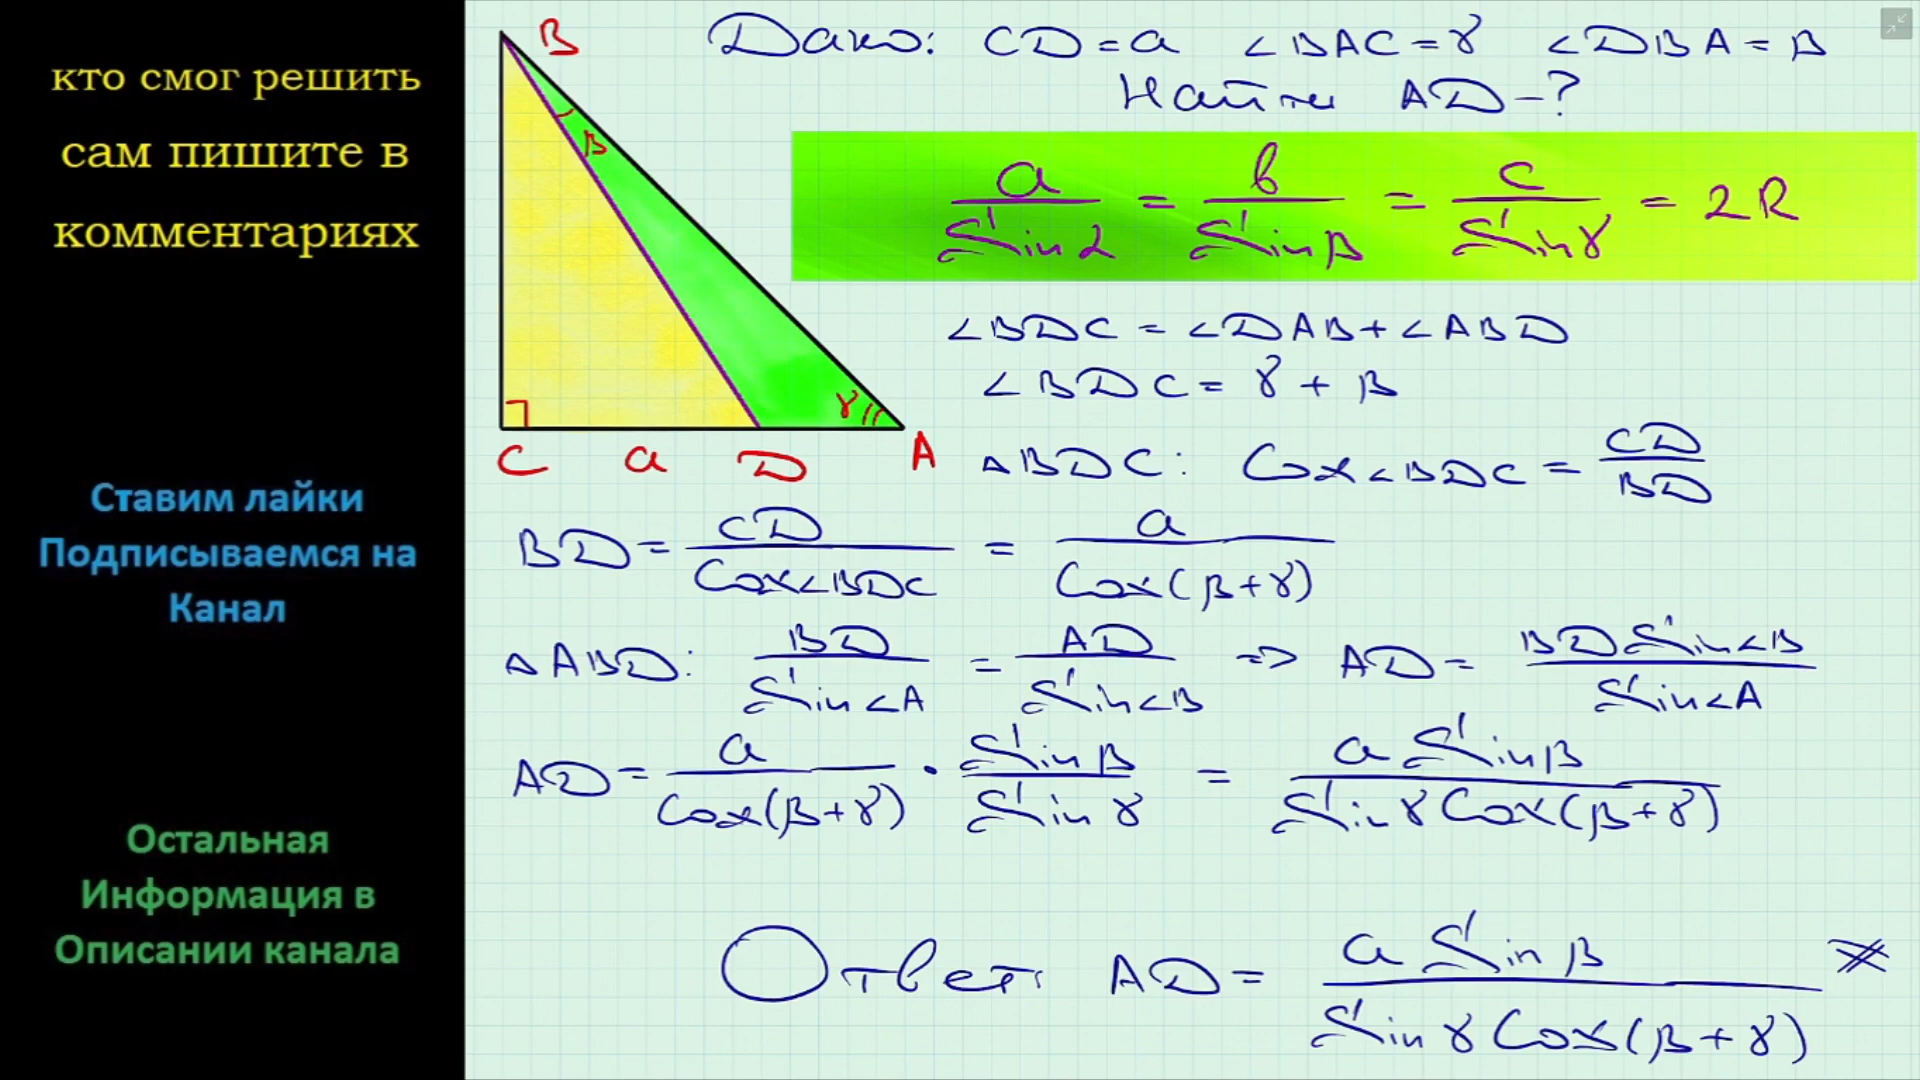 кто смог решить
сам пишите в
комментариях
Ставим лайки
Подписываемся на
Канал
Остальная
Информация в
Описании канала
B
β
γ
C a D A
Дано: CD = a ∠BAC = γ ∠DBA = β
Найти AD - ?
a / Sin α = b / Sin β = c / Sin γ = 2R
∠BDC = ∠DAB + ∠ABD
∠BDC = γ + β
△BDC: Cos∠BDC = CD / BD
BD = CD / Cos∠BDC = a / Cos(β+γ)
△ABD: BD / Sin∠A = AD / Sin∠B => AD = BD Sin∠B / Sin∠A
AD = a / Cos(β+γ) · Sin β / Sin γ = a Sin β / Sin γ Cos(β+γ)
Ответ: AD = a Sin β / Sin γ Cos(β+γ)